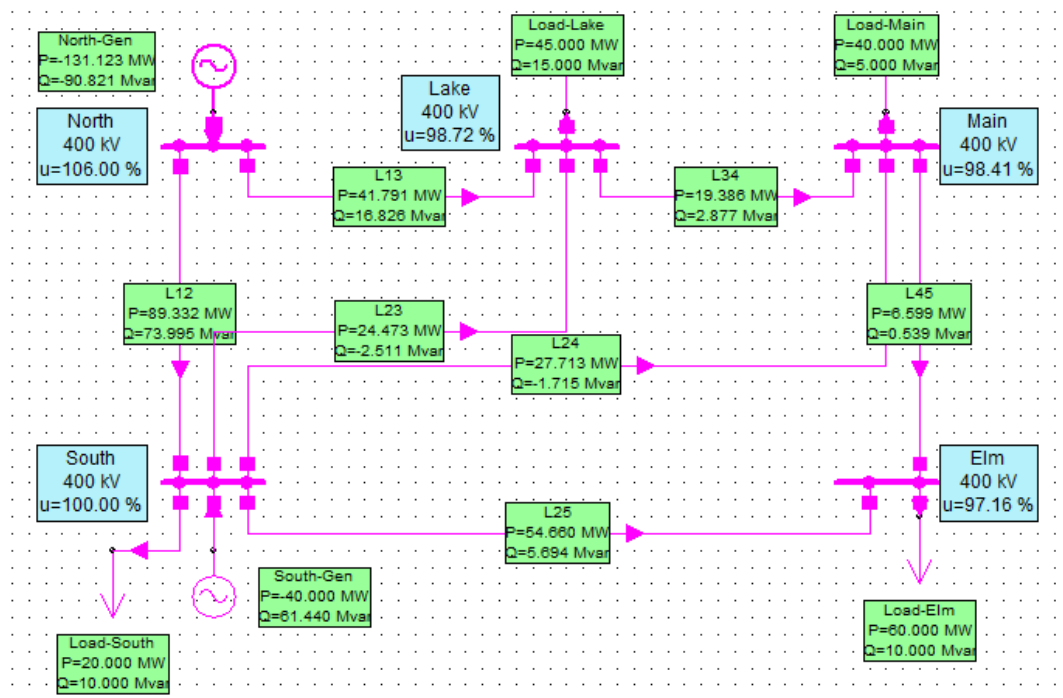 North-Gen
P=-131.123 MW
Q=-90.821 Mvar
Load-Lake
P=45.000 MW
Q=15.000 Mvar
Load-Main
P=40.000 MW
Q=5.000 Mvar
North
400 kV
u=106.00 %
Lake
400 kV
u=98.72 %
Main
400 kV
u=98.41 %
L13
P=41.791 MW
Q=16.826 Mvar
L34
P=19.386 MW
Q=2.877 Mvar
L12
P=89.332 MW
Q=73.995 Mvar
L23
P=24.473 MW
Q=-2.511 Mvar
L24
P=27.713 MW
Q=-1.715 Mvar
L45
P=6.599 MW
Q=0.539 Mvar
South
400 kV
u=100.00 %
Elm
400 kV
u=97.16 %
L25
P=54.660 MW
Q=5.694 Mvar
South-Gen
P=-40.000 MW
Q=61.440 Mvar
Load-South
P=20.000 MW
Q=10.000 Mvar
Load-Elm
P=60.000 MW
Q=10.000 Mvar